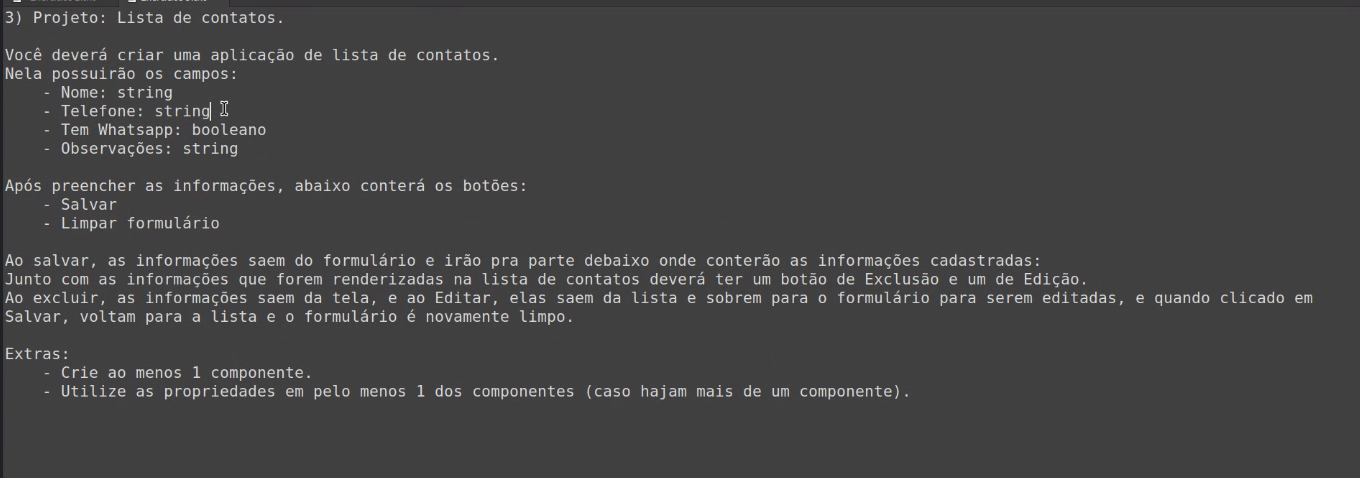 3) Projeto: Lista de contatos.
Você deverá criar uma aplicação de lista de contatos.
Nela possuirão os campos:
- Nome: string
- Telefone: string
- Tem Whatsapp: booleano
- Observações: string
Após preencher as informações, abaixo conterá os botões:
- Salvar
- Limpar formulário
Ao salvar, as informações saem do formulário e irão pra parte debaixo onde conterão as informações cadastradas:
Junto com as informações que forem renderizadas na lista de contatos deverá ter um botão de Exclusão e um de Edição.
Ao excluir, as informações saem da tela, e ao Editar, elas saem da lista e sobrem para o formulário para serem editadas, e quando clicado em
Salvar, voltam para a lista e o formulário é novamente limpo.
Extras:
- Crie ao menos 1 componente.
- Utilize as propriedades em pelo menos 1 dos componentes (caso hajam mais de um componente).